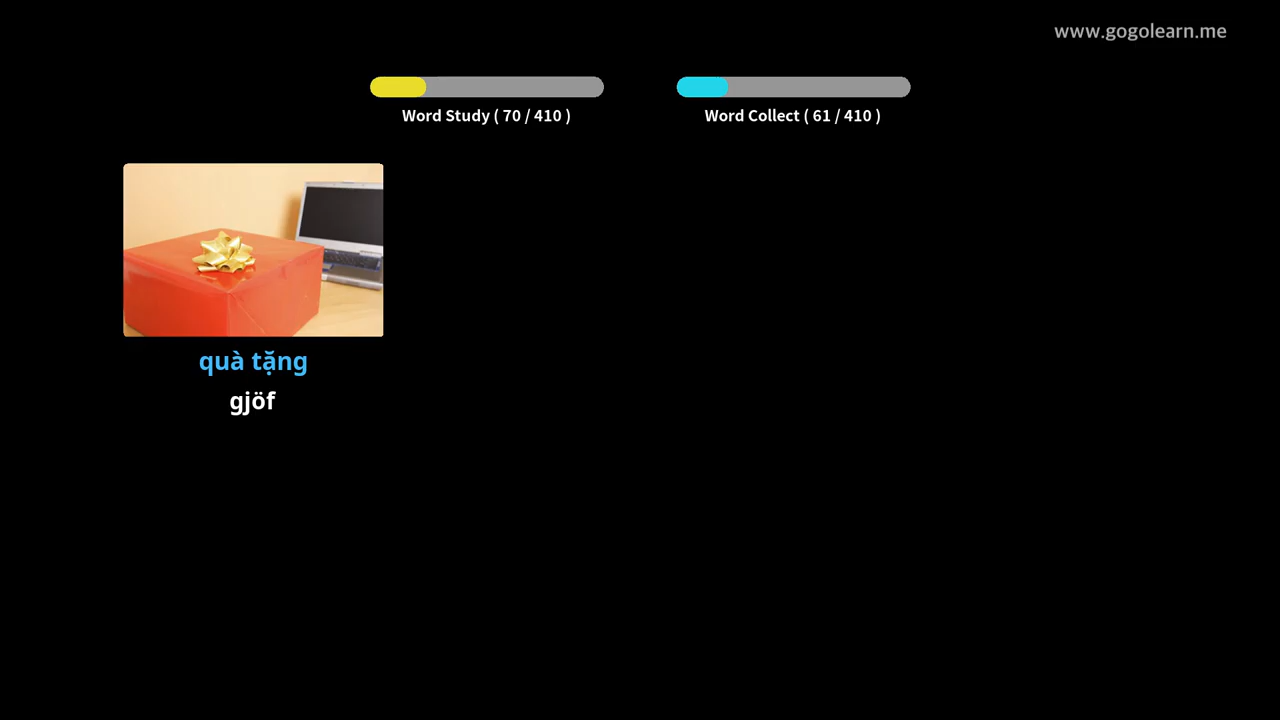 www.gogolearn.me
Word Study ( 70 / 410 )
Word Collect ( 61 / 410 )
quà tặng
gjöf